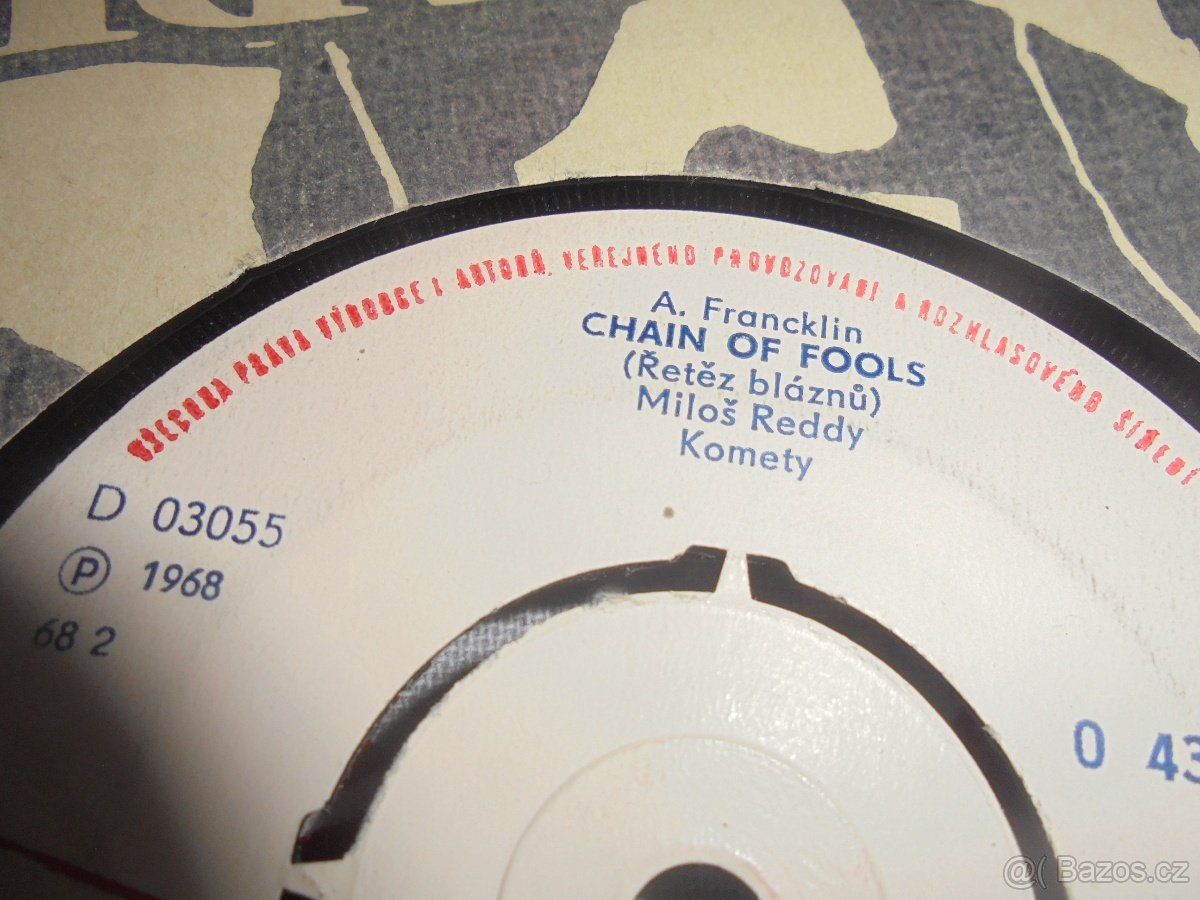 VŠECHNA PRÁVA VÝROBCE I AUTORŮ, VEŘEJNÉHO PROVOZOVÁNÍ A ROZHLASOVÉHO ŠÍŘENÍ
A. Francklin
CHAIN OF FOOLS
(Řetěz bláznů)
Miloš Reddy
Komety
D 03055
Ⓟ 1968
68 2
0 43
@( Bazos.cz